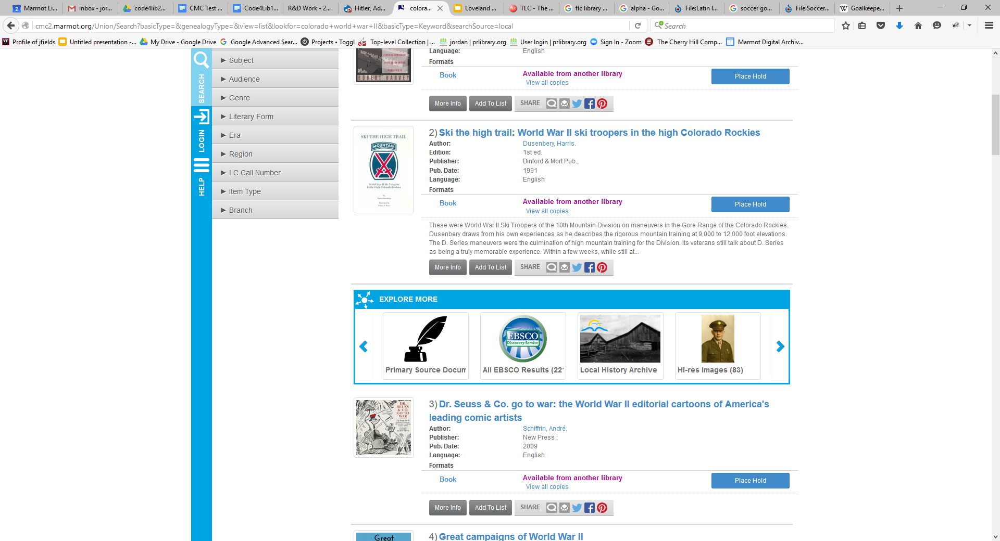 Marmot Li...
Inbox - jor...
code4lib2...
CMC Test ...
Code4Lib1...
R&D Work - 2...
Hitler, Ad...
colora...
Loveland ...
TLC - The ...
tlc library ...
alpha - Go...
File:Latin l...
soccer go...
File:Soccer...
Goalkeepe...
cmc2.marmot.org/Union/Search?basicType=&genealogyType=&view=list&lookfor=colorado+world+war+II&basicType=Keyword&searchSource=local
Search
Profile of jfields
Untitled presentation -...
My Drive - Google Drive
Google Advanced Sear...
Projects • Toggl
Top-level Collection | ...
jordan | prlibrary.org
User login | prlibrary.org
Sign In - Zoom
The Cherry Hill Comp...
Marmot Digital Archiv...
SEARCH
LOGIN
HELP
Subject
Audience
Genre
Literary Form
Era
Region
LC Call Number
Item Type
Branch
ROBERT HARVEY
Language: English
Formats
Book Available from another library Place Hold
View all copies
More Info Add To List SHARE
SKI THE HIGH TRAIL
MOUNTAIN
World War II Ski Troopers
In the High Colorado Rockies
2) Ski the high trail: World War II ski troopers in the high Colorado Rockies
Author: Dusenbery, Harris.
Edition: 1st ed.
Publisher: Binford & Mort Pub.,
Pub. Date: 1991
Language: English
Formats
Book Available from another library Place Hold
View all copies
These were World War II Ski Troopers of the 10th Mountain Division on maneuvers in the Gore Range of the Colorado Rockies.
Dusenbery draws from his own experiences as he describes the rigorous mountain training at 9,000 to 12,000 foot elevations.
The D. Series maneuvers were the culmination of high mountain training for the Division. Its veterans still talk about D. Series
as being a truly memorable experience. Within a few weeks, while still at...
More Info Add To List SHARE
EXPLORE MORE
EBSCO
Discovery Service
Primary Source Docum
All EBSCO Results (22
Local History Archive
Hi-res Images (83)
DR.
SEUSS
& CO.
GO TO
WAR
3) Dr. Seuss & Co. go to war: the World War II editorial cartoons of America's
leading comic artists
Author: Schiffrin, André.
Publisher: New Press ;
Pub. Date: 2009
Language: English
Formats
Book Available from another library Place Hold
View all copies
More Info Add To List SHARE
Great
4) Great campaigns of World War II